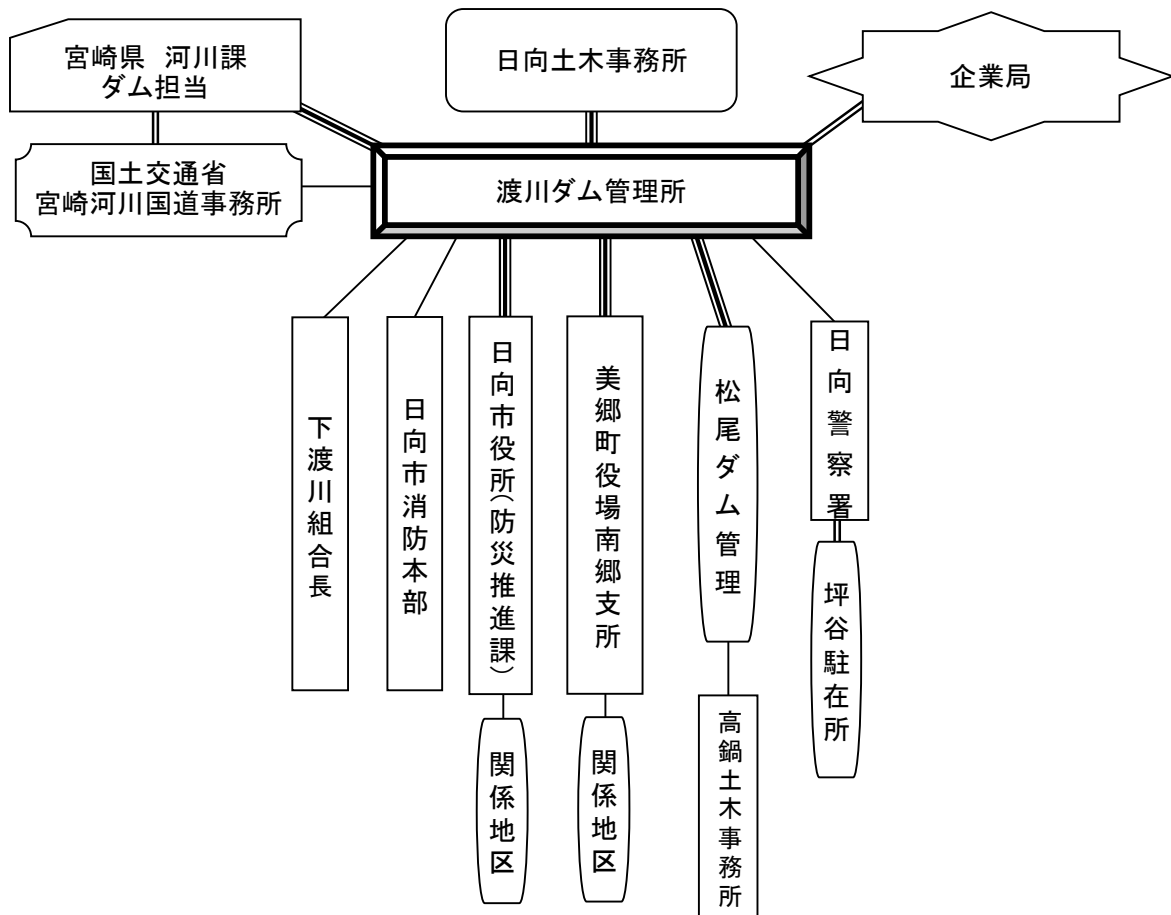 宮崎県　河川課
ダム担当
日向土木事務所
企業局
国土交通省
宮崎河川国道事務所
渡川ダム管理所
下渡川組合長
日向市消防本部
日向市役所(防災推進課)
美郷町役場南郷支所
松尾ダム管理
日向警察署
関係地区
関係地区
高鍋土木事務所
坪谷駐在所